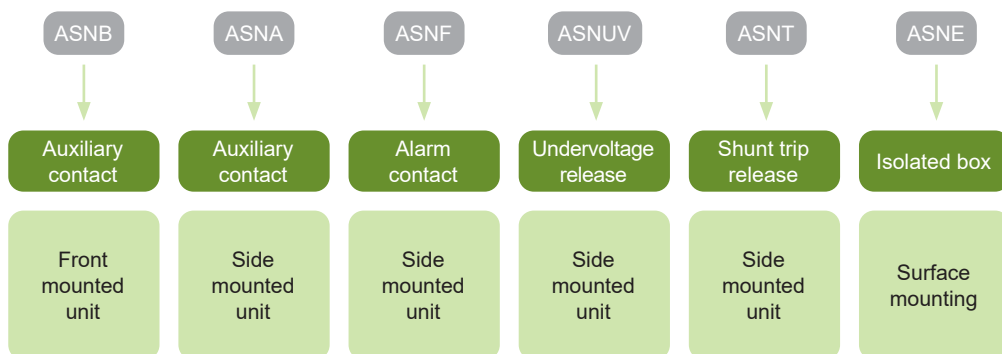 ASNB
ASNA
ASNF
ASNUV
ASNT
ASNE
Auxiliary
contact
Auxiliary
contact
Alarm
contact
Undervoltage
release
Shunt trip
release
Isolated box
Front
mounted
unit
Side
mounted
unit
Side
mounted
unit
Side
mounted
unit
Side
mounted
unit
Surface
mounting